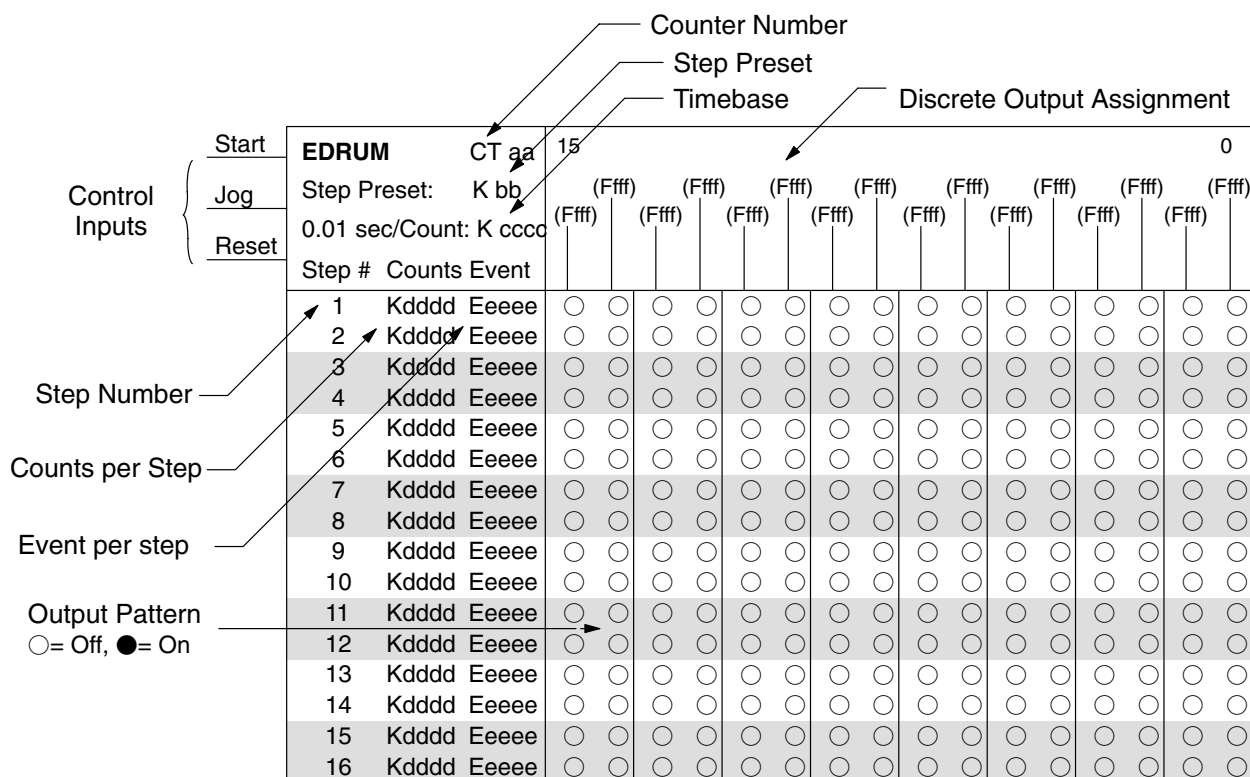 Counter Number
Step Preset
Timebase
Discrete Output Assignment
Control
Inputs
Start
Jog
Reset
EDRUM CT aa
Step Preset: K bb
0.01 sec/Count: K cccc
Step # Counts Event
15 0
(Ffff) (Ffff) (Ffff) (Ffff) (Ffff) (Ffff) (Ffff) (Ffff)
(Ffff) (Ffff) (Ffff) (Ffff) (Ffff) (Ffff) (Ffff) (Ffff)
1 Kdddd Eeeee
2 Kdddd Eeeee
3 Kdddd Eeeee
4 Kdddd Eeeee
5 Kdddd Eeeee
6 Kdddd Eeeee
7 Kdddd Eeeee
8 Kdddd Eeeee
9 Kdddd Eeeee
10 Kdddd Eeeee
11 Kdddd Eeeee
12 Kdddd Eeeee
13 Kdddd Eeeee
14 Kdddd Eeeee
15 Kdddd Eeeee
16 Kdddd Eeeee
Step Number
Counts per Step
Event per step
Output Pattern
○= Off, ●= On